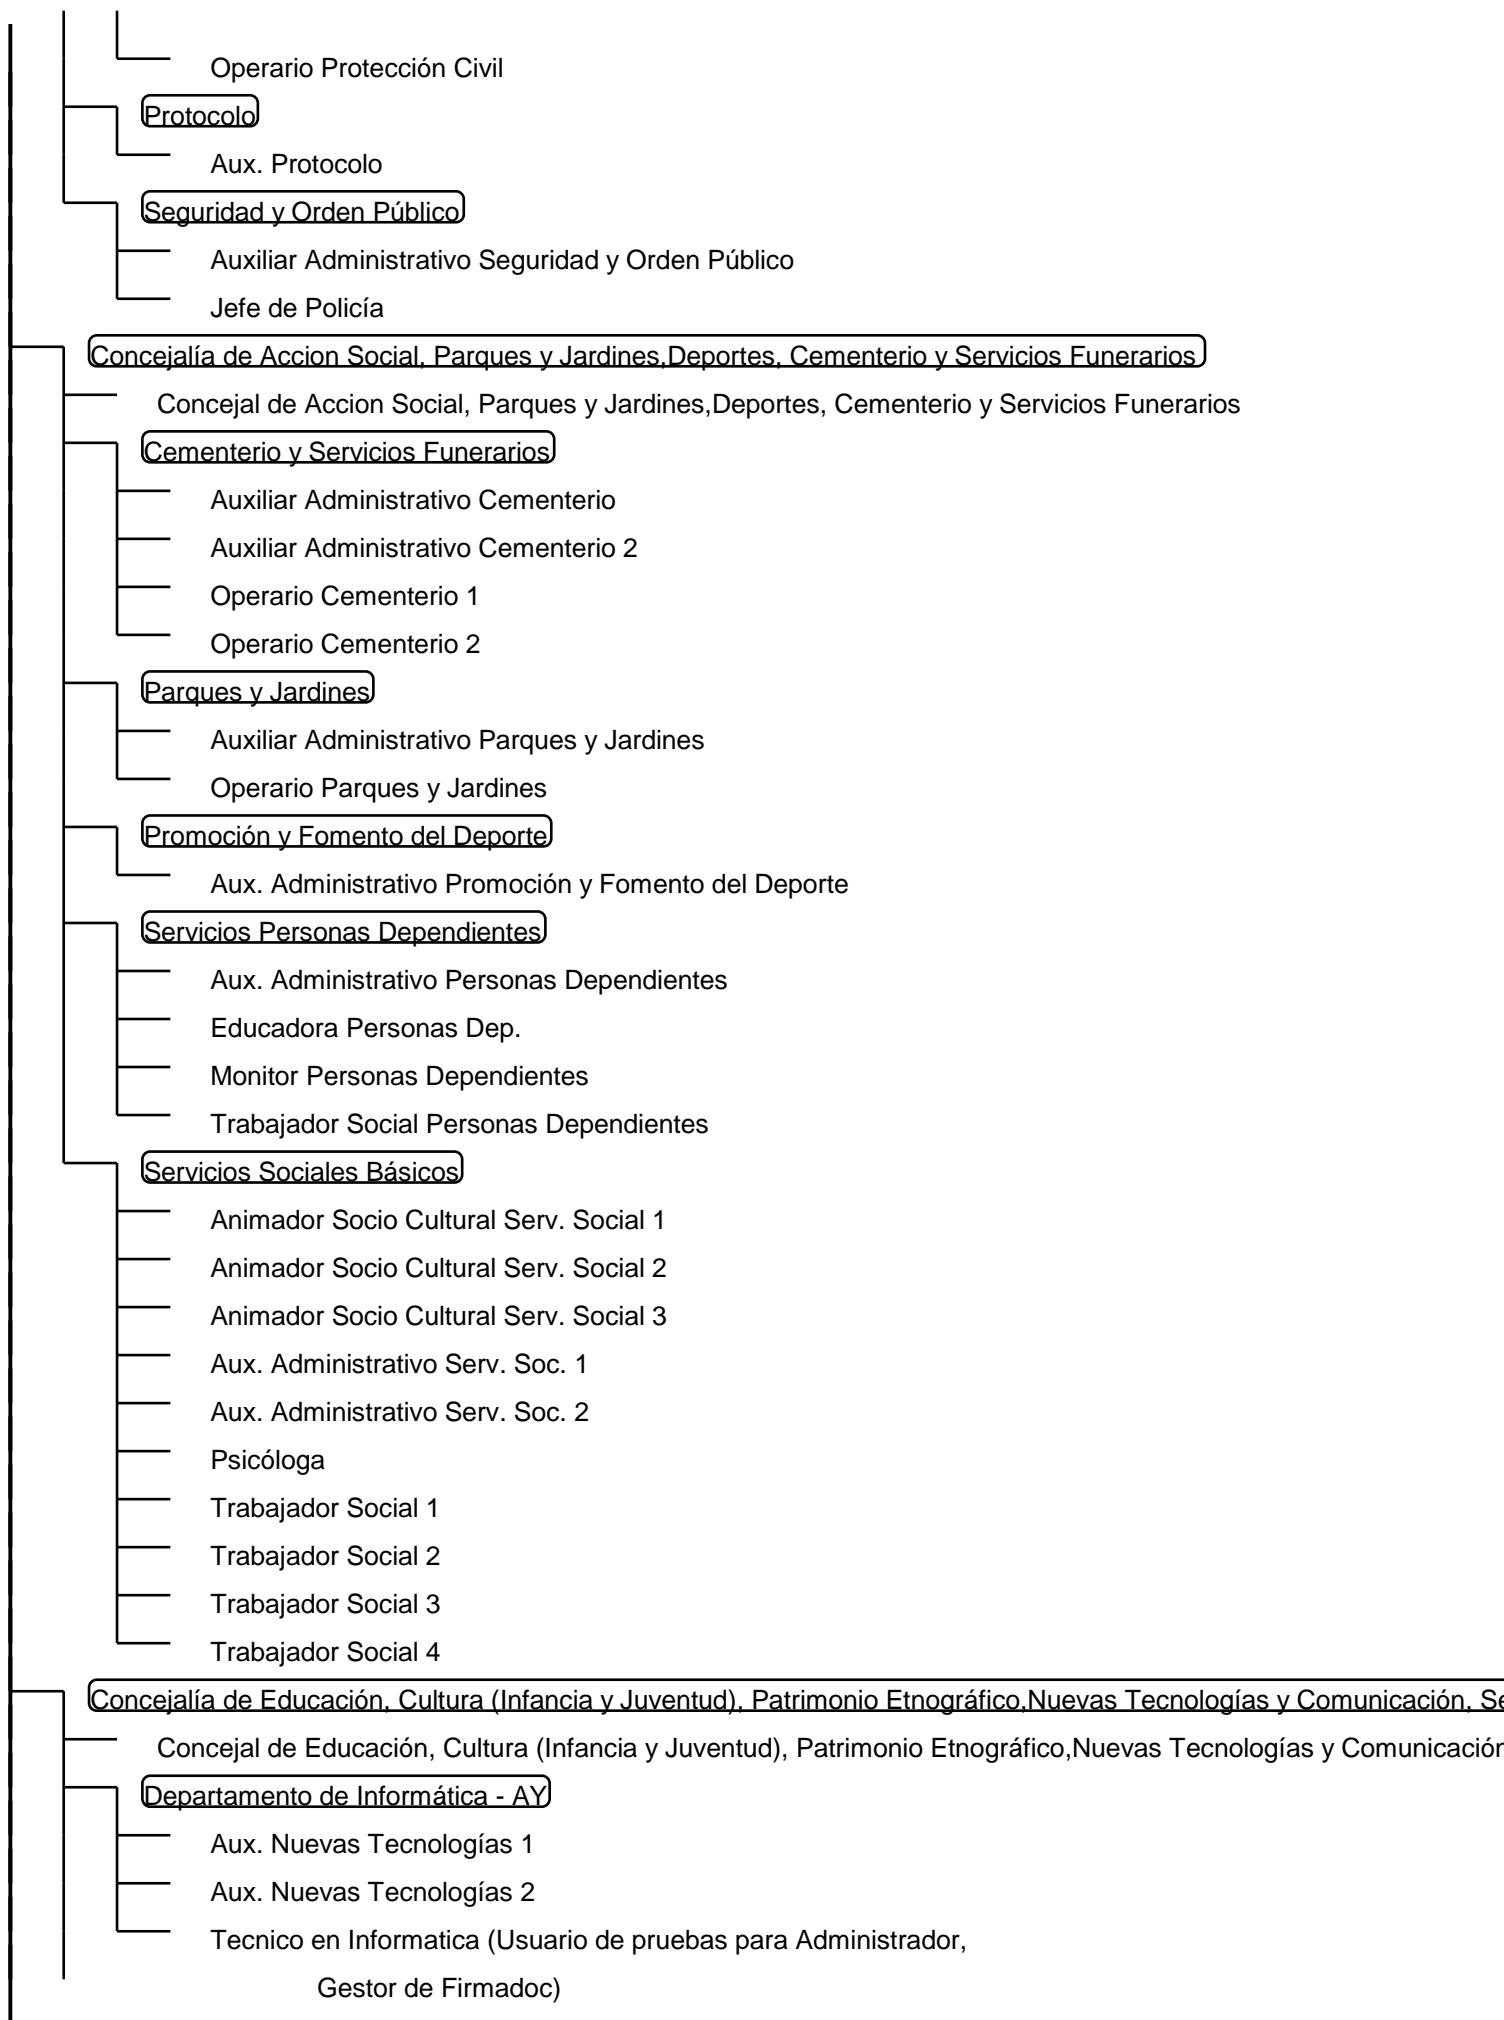 Operario Protección Civil
Protocolo
Aux. Protocolo
Seguridad y Orden Público
Auxiliar Administrativo Seguridad y Orden Público
Jefe de Policía
Concejalía de Accion Social, Parques y Jardines,Deportes, Cementerio y Servicios Funerarios
Concejal de Accion Social, Parques y Jardines,Deportes, Cementerio y Servicios Funerarios
Cementerio y Servicios Funerarios
Auxiliar Administrativo Cementerio
Auxiliar Administrativo Cementerio 2
Operario Cementerio 1
Operario Cementerio 2
Parques y Jardines
Auxiliar Administrativo Parques y Jardines
Operario Parques y Jardines
Promoción y Fomento del Deporte
Aux. Administrativo Promoción y Fomento del Deporte
Servicios Personas Dependientes
Aux. Administrativo Personas Dependientes
Educadora Personas Dep.
Monitor Personas Dependientes
Trabajador Social Personas Dependientes
Servicios Sociales Básicos
Animador Socio Cultural Serv. Social 1
Animador Socio Cultural Serv. Social 2
Animador Socio Cultural Serv. Social 3
Aux. Administrativo Serv. Soc. 1
Aux. Administrativo Serv. Soc. 2
Psicóloga
Trabajador Social 1
Trabajador Social 2
Trabajador Social 3
Trabajador Social 4
Concejalía de Educación, Cultura (Infancia y Juventud), Patrimonio Etnográfico,Nuevas Tecnologías y Comunicación,
Concejal de Educación, Cultura (Infancia y Juventud), Patrimonio Etnográfico,Nuevas Tecnologías y Comunicación
Departamento de Informática - AY
Aux. Nuevas Tecnologías 1
Aux. Nuevas Tecnologías 2
Tecnico en Informatica (Usuario de pruebas para Administrador,
Gestor de Firmadoc)